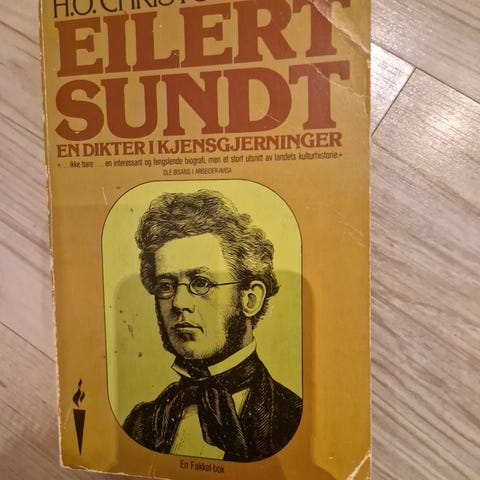 H.O. CHRISTO
EILERT
SUNDT
EN DIKTER I KJENSGJERNINGER
«... ikke bare ... en interessant og fengslende biografi, men et stort utsnitt av landets kulturhistorie.»
OLE ØISANG I ARBEIDER-AVISA
En Fakkel-bok